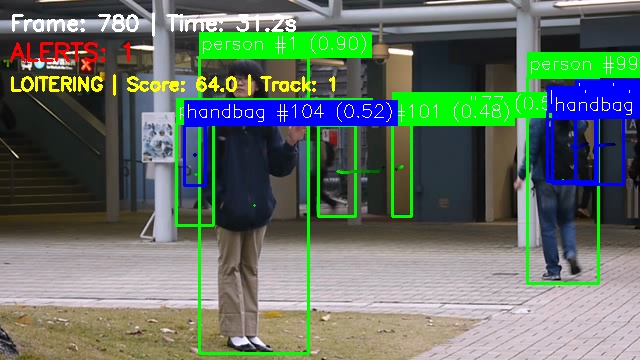 Frame: 780 | Time: 31.2s
ALERTS: 1
LOITERING | Score: 64.0 | Track: 1
person #1 (0.90)
person #99
handbag #104 (0.52)
#101 (0.48)
handbag